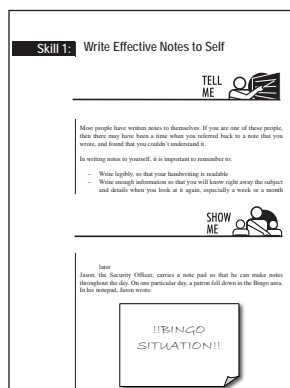 Skill 1: Write Effective Notes to Self
TELL
ME
Most people have written notes to themselves. If you are one of these people,
then there may have been a time when you referred back to a note that you
wrote, and found that you couldn't understand it.
In writing notes to yourself, it is important to remember to:
– Write legibly, so that your handwriting is readable
– Write enough information so that you will know right away the subject
and details when you look at it again, especially a week or a month
SHOW
ME
later
Jason, the Security Officer, carries a note pad so that he can make notes
throughout the day. On one particular day, a patron fell down in the Bingo area.
In his notepad, Jason wrote:
!!BINGO
SITUATION!!